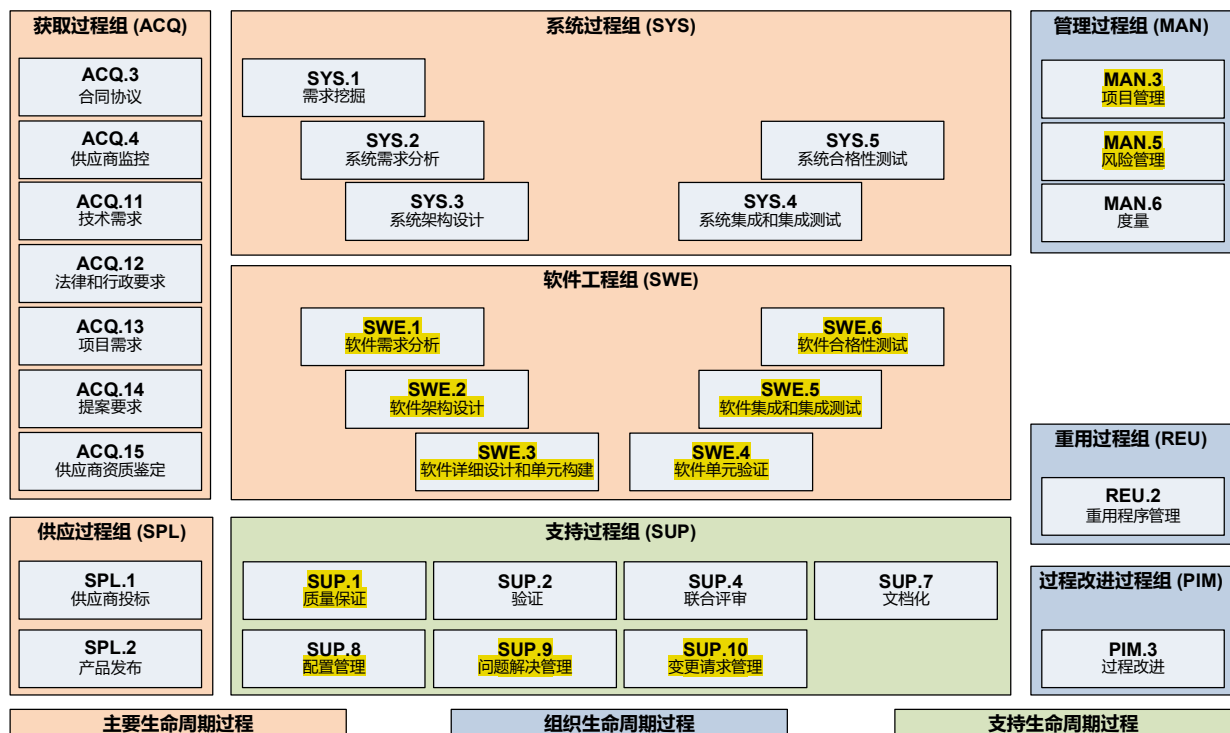 获取过程组 (ACQ)
ACQ.3
合同协议
ACQ.4
供应商监控
ACQ.11
技术需求
ACQ.12
法律和行政要求
ACQ.13
项目需求
ACQ.14
提案要求
ACQ.15
供应商资质鉴定
系统过程组 (SYS)
SYS.1
需求挖掘
SYS.2
系统需求分析
SYS.5
系统合格性测试
SYS.3
系统架构设计
SYS.4
系统集成和集成测试
管理过程组 (MAN)
MAN.3
项目管理
MAN.5
风险管理
MAN.6
度量
软件工程组 (SWE)
SWE.1
软件需求分析
SWE.6
软件合格性测试
SWE.2
软件架构设计
SWE.5
软件集成和集成测试
SWE.3
软件详细设计和单元构建
SWE.4
软件单元验证
重用过程组 (REU)
REU.2
重用程序管理
供应过程组 (SPL)
SPL.1
供应商投标
SPL.2
产品发布
支持过程组 (SUP)
SUP.1
质量保证
SUP.2
验证
SUP.4
联合评审
SUP.7
文档化
SUP.8
配置管理
SUP.9
问题解决管理
SUP.10
变更请求管理
过程改进过程组 (PIM)
PIM.3
过程改进
主要生命周期过程
组织生命周期过程
支持生命周期过程